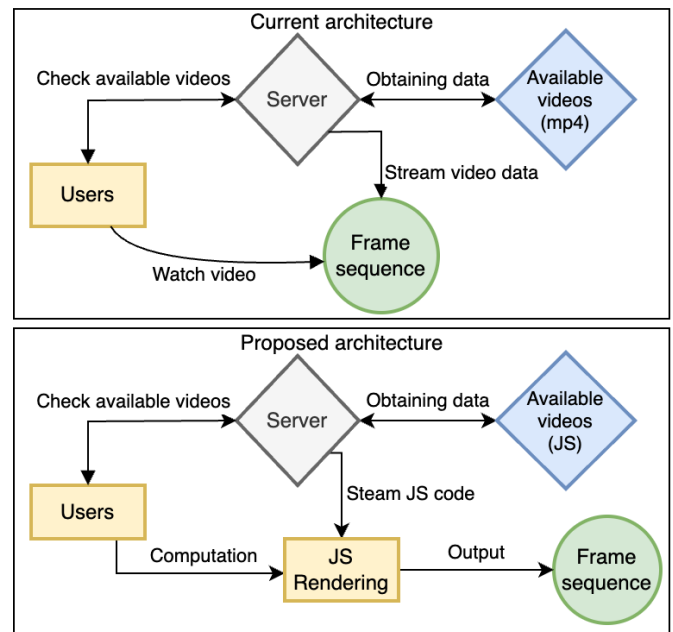 Current architecture
Check available videos
Server
Obtaining data
Available
videos
(mp4)
Users
Stream video data
Frame
sequence
Watch video
Proposed architecture
Check available videos
Server
Obtaining data
Available
videos
(JS)
Users
Steam JS code
Computation
JS
Rendering
Output
Frame
sequence